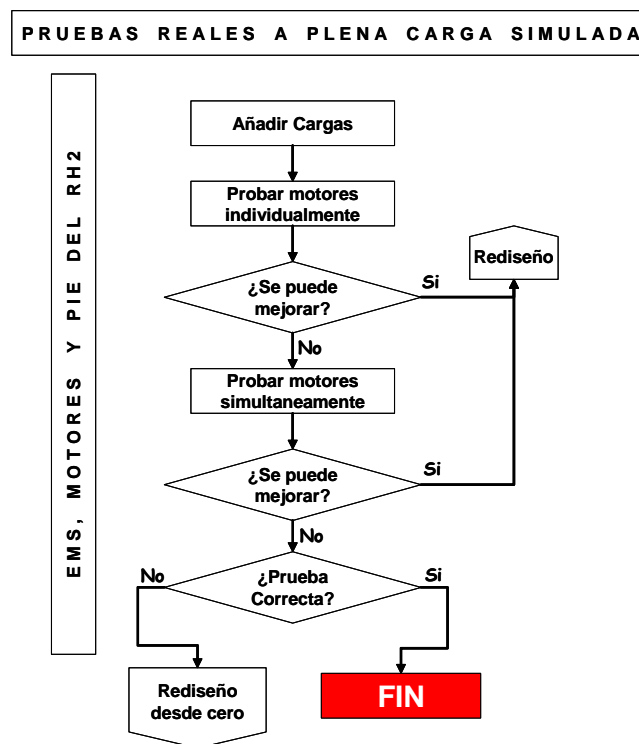 PRUEBAS REALES A PLENA CARGA SIMULADA
EMS, MOTORES Y PIE DEL RH2
Añadir Cargas
Probar motores
individualmente
Rediseño
¿Se puede
mejorar?
Si
No
Probar motores
simultaneamente
¿Se puede
mejorar?
Si
No
¿Prueba
Correcta?
No
Si
Rediseño
desde cero
FIN